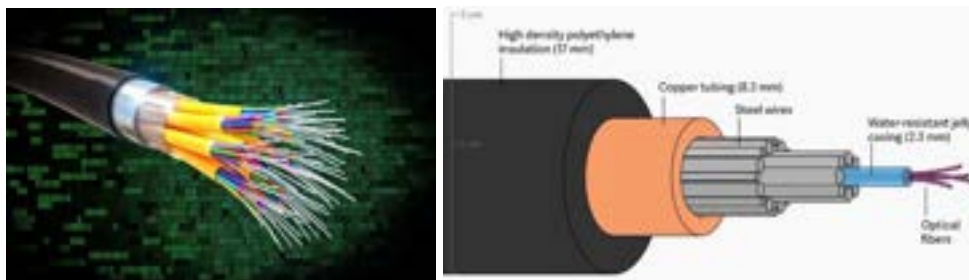 High density polyethylene
insulation (17 mm)
Copper tubing (8.3 mm)
Steel wires
Water-resistant jelly
casing (2.3 mm)
Optical
fibers